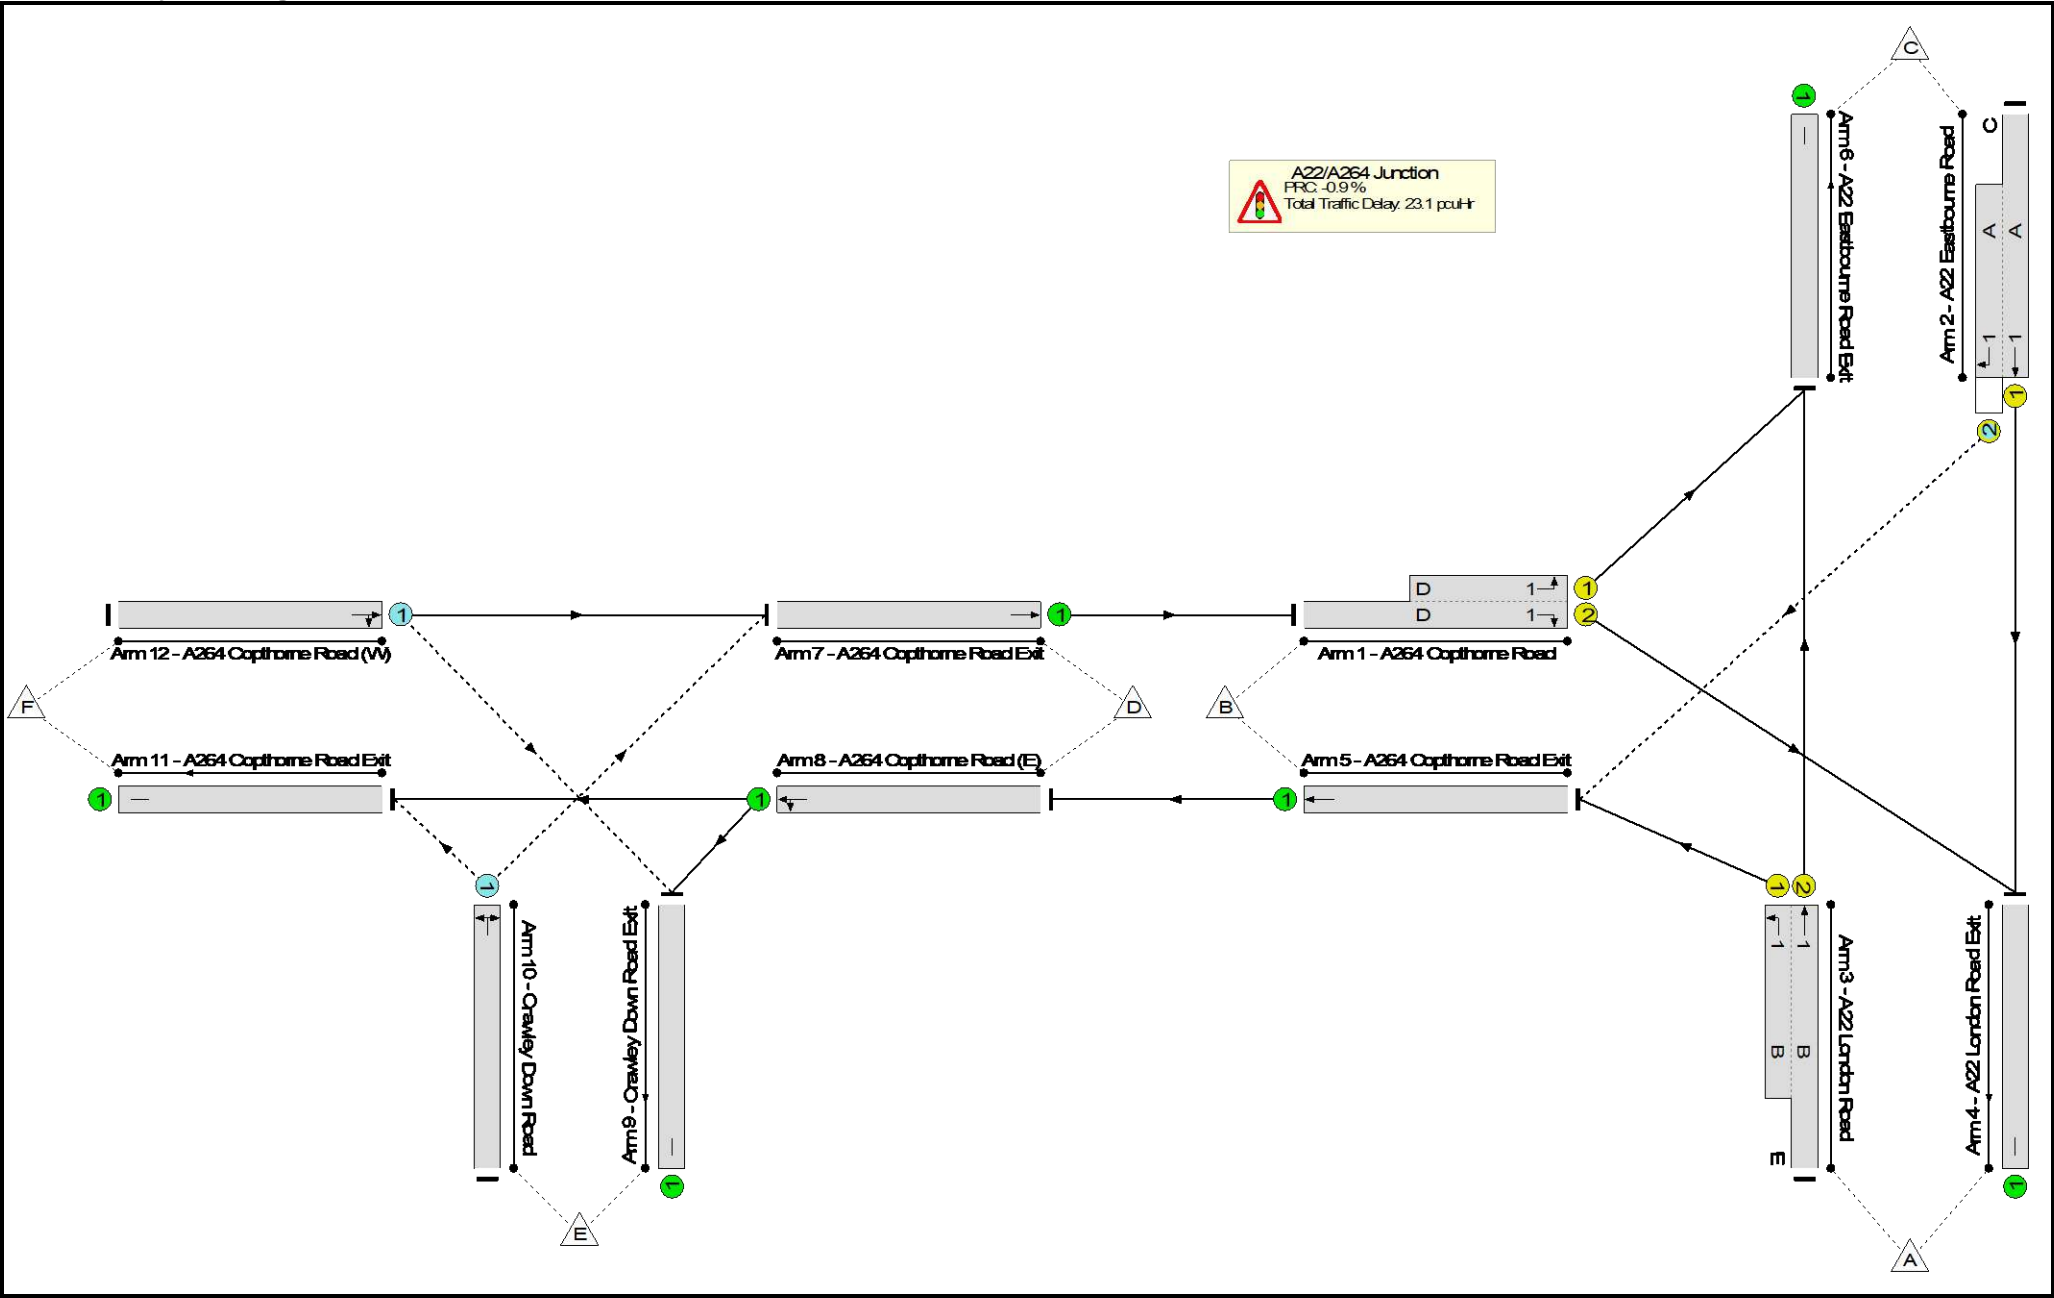 C
1
Arm 6 - A22 Eastbourne Road Exit
Arm 2 - A22 Eastbourne Road
C
A
A
1
1
1
2
A22/A264 Junction
PRC: -0.9 %
Total Traffic Delay: 23.1 pcuHr
1
Arm 12 - A264 Copthorne Road (W)
1
Arm 7 - A264 Copthorne Road Exit
D
1
1
D
1
2
Arm 1 - A264 Copthorne Road
F
D
B
Arm 11 - A264 Copthorne Road Exit
1
Arm 8 - A264 Copthorne Road (E)
1
Arm 5 - A264 Copthorne Road Exit
1
1
Arm 10 - Crawley Down Road
Arm 9 - Crawley Down Road Exit
1
E
1
2
1
1
B
B
E
Arm 3 - A22 London Road
Arm 4 - A22 London Road Exit
1
A